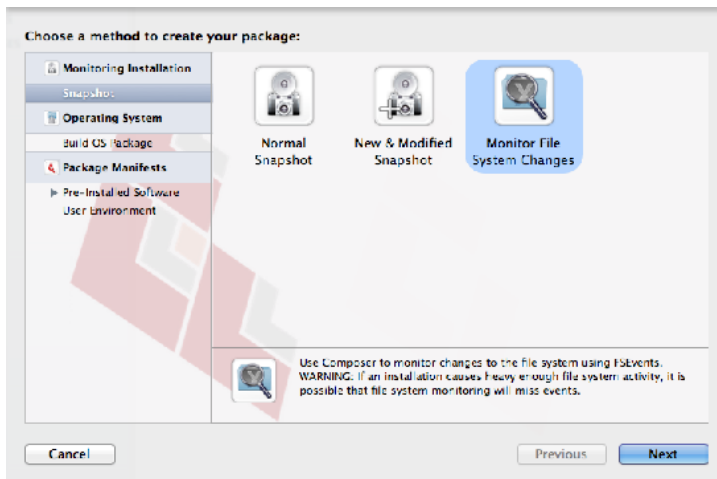 Choose a method to create your package:
Monitoring Installation
Snapshot
Operating System
Build OS Package
Package Manifests
Pre-Installed Software
User Environment
Normal
Snapshot
New & Modified
Snapshot
Monitor File
System Changes
Use Composer to monitor changes to the file system using FSEvents.
WARNING: If an installation causes heavy enough file system activity, it is
possible that file system monitoring will miss events.
Cancel
Previous
Next